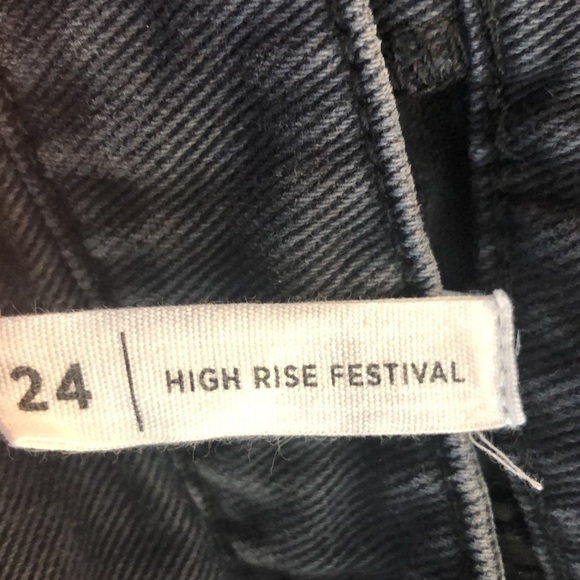 24 | HIGH RISE FESTIVAL